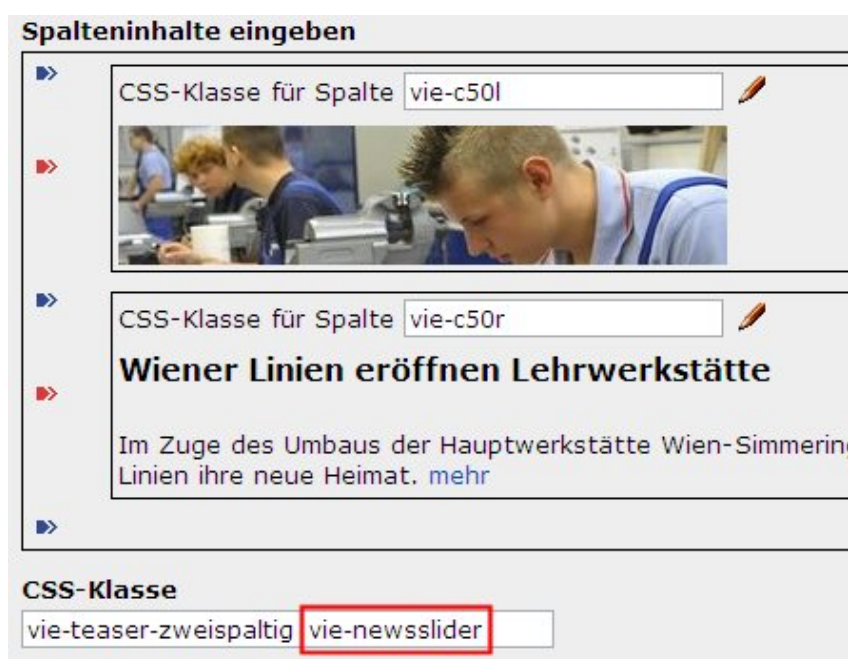 Spalteninhalte eingeben
CSS-Klasse für Spalte vie-c50l
CSS-Klasse für Spalte vie-c50r
Wiener Linien eröffnen Lehrwerkstätte
Im Zuge des Umbaus der Hauptwerkstätte Wien-Simmering
Linien ihre neue Heimat. mehr
CSS-Klasse
vie-teaser-zweispaltig vie-newsslider